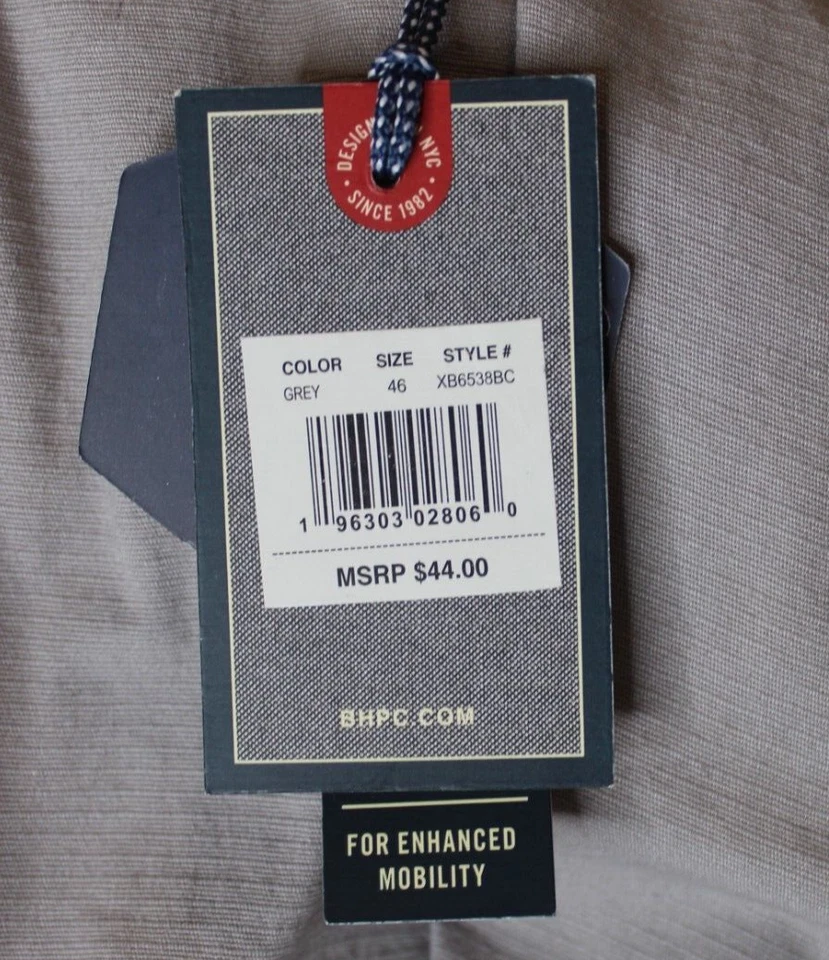 DESIGN NYC
• SINCE 1982 •
COLOR SIZE STYLE #
GREY 46 XB6538BC
1 96303 02806 0
MSRP $44.00
BHPC.COM
FOR ENHANCED
MOBILITY